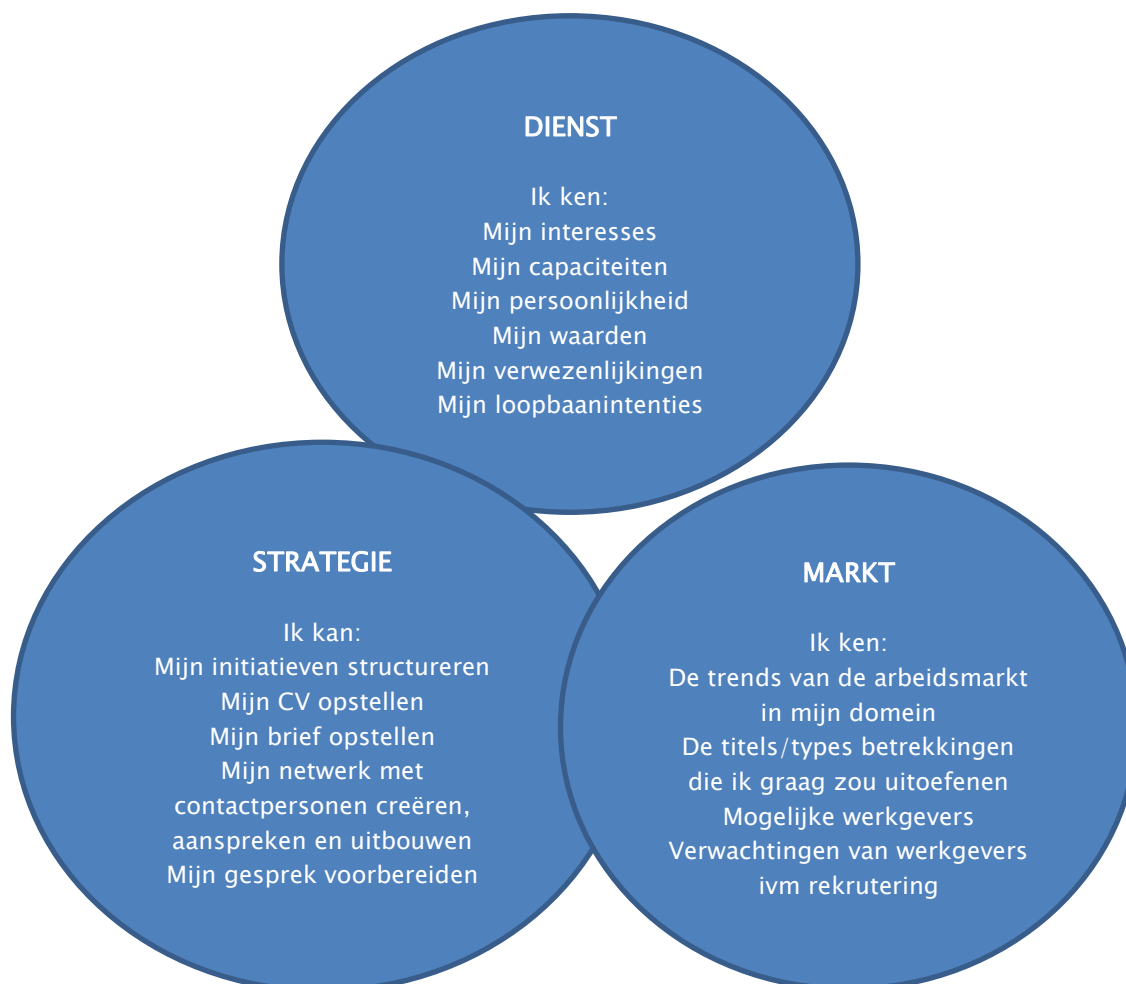 DIENST
Ik ken:
Mijn interesses
Mijn capaciteiten
Mijn persoonlijkheid
Mijn waarden
Mijn verwezenlijkingen
Mijn loopbaanintenties
STRATEGIE
Ik kan:
Mijn initiatieven structureren
Mijn CV opstellen
Mijn brief opstellen
Mijn netwerk met
contactpersonen creëren,
aanspreken en uitbouwen
Mijn gesprek voorbereiden
MARKT
Ik ken:
De trends van de arbeidsmarkt
in mijn domein
De titels/types betrekkingen
die ik graag zou uitoefenen
Mogelijke werkgevers
Verwachtingen van werkgevers
ivm rekrutering